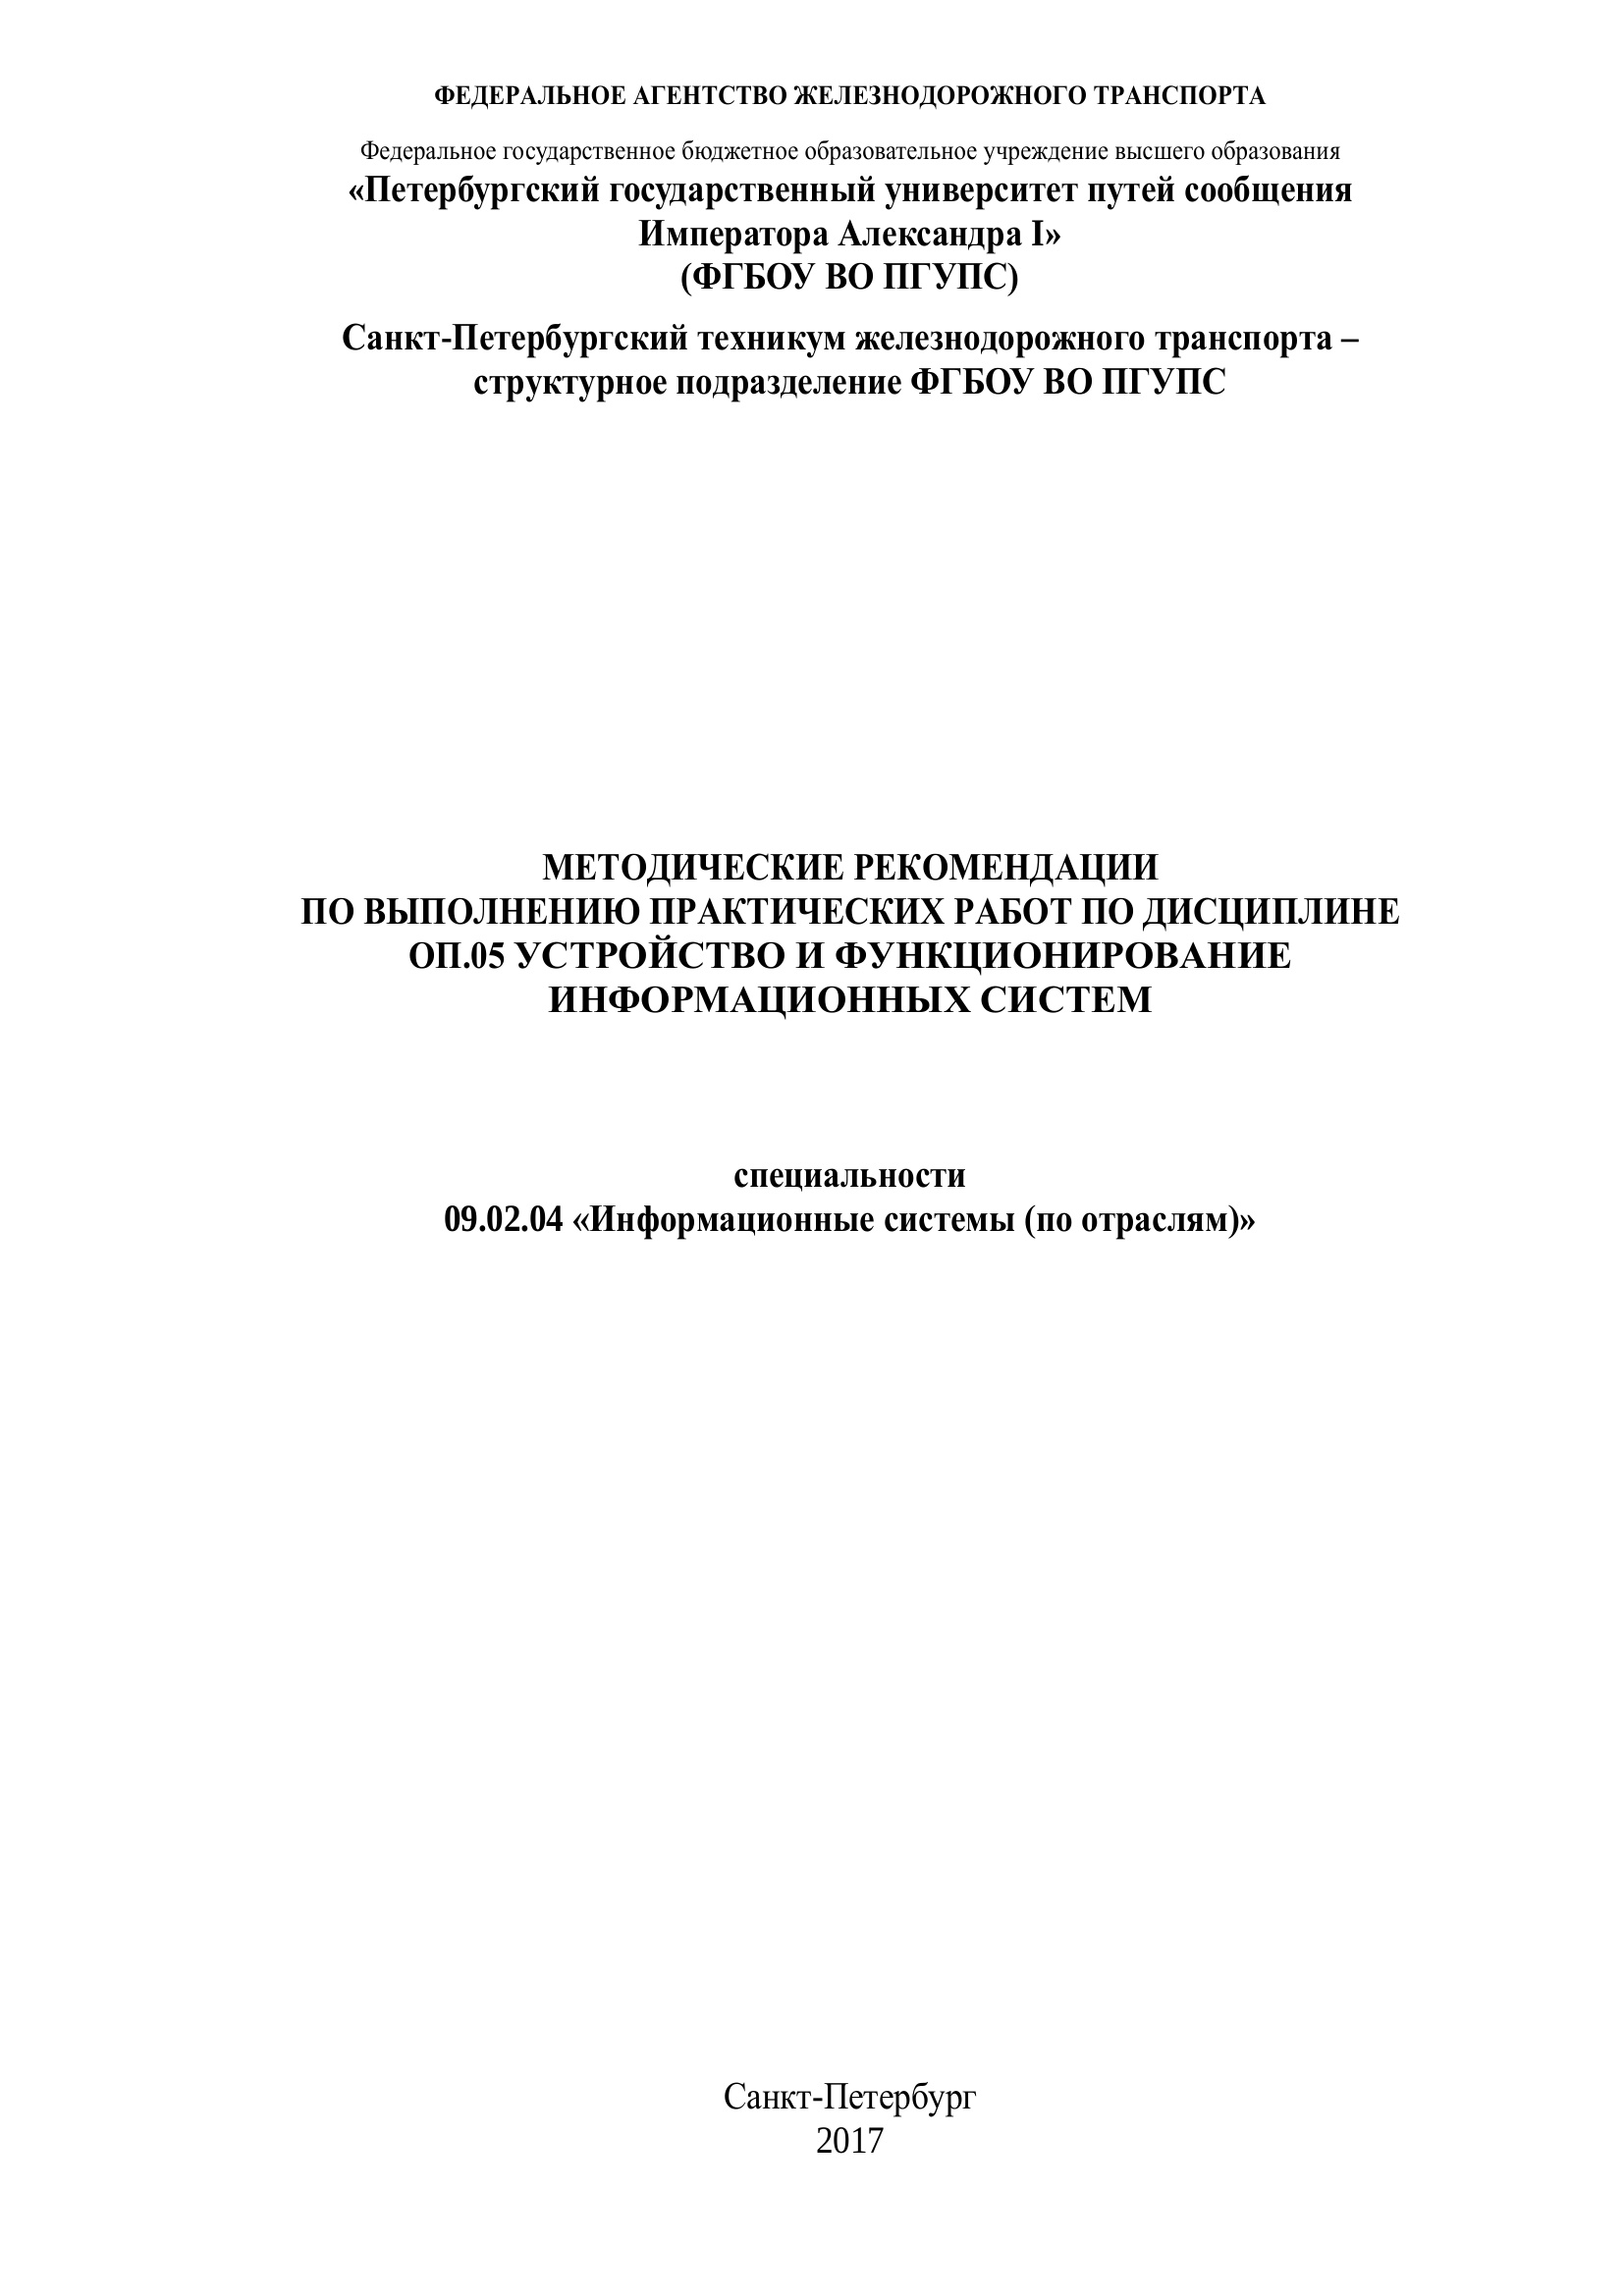 ФЕДЕРАЛЬНОЕ АГЕНТСТВО ЖЕЛЕЗНОДОРОЖНОГО ТРАНСПОРТА
Федеральное государственное бюджетное образовательное учреждение высшего образования
«Петербургский государственный университет путей сообщения
Императора Александра I»
(ФГБОУ ВО ПГУПС)
Санкт-Петербургский техникум железнодорожного транспорта –
структурное подразделение ФГБОУ ВО ПГУПС
МЕТОДИЧЕСКИЕ РЕКОМЕНДАЦИИ
ПО ВЫПОЛНЕНИЮ ПРАКТИЧЕСКИХ РАБОТ ПО ДИСЦИПЛИНЕ
ОП.05 УСТРОЙСТВО И ФУНКЦИОНИРОВАНИЕ
ИНФОРМАЦИОННЫХ СИСТЕМ
специальности
09.02.04 «Информационные системы (по отраслям)»
Санкт-Петербург
2017